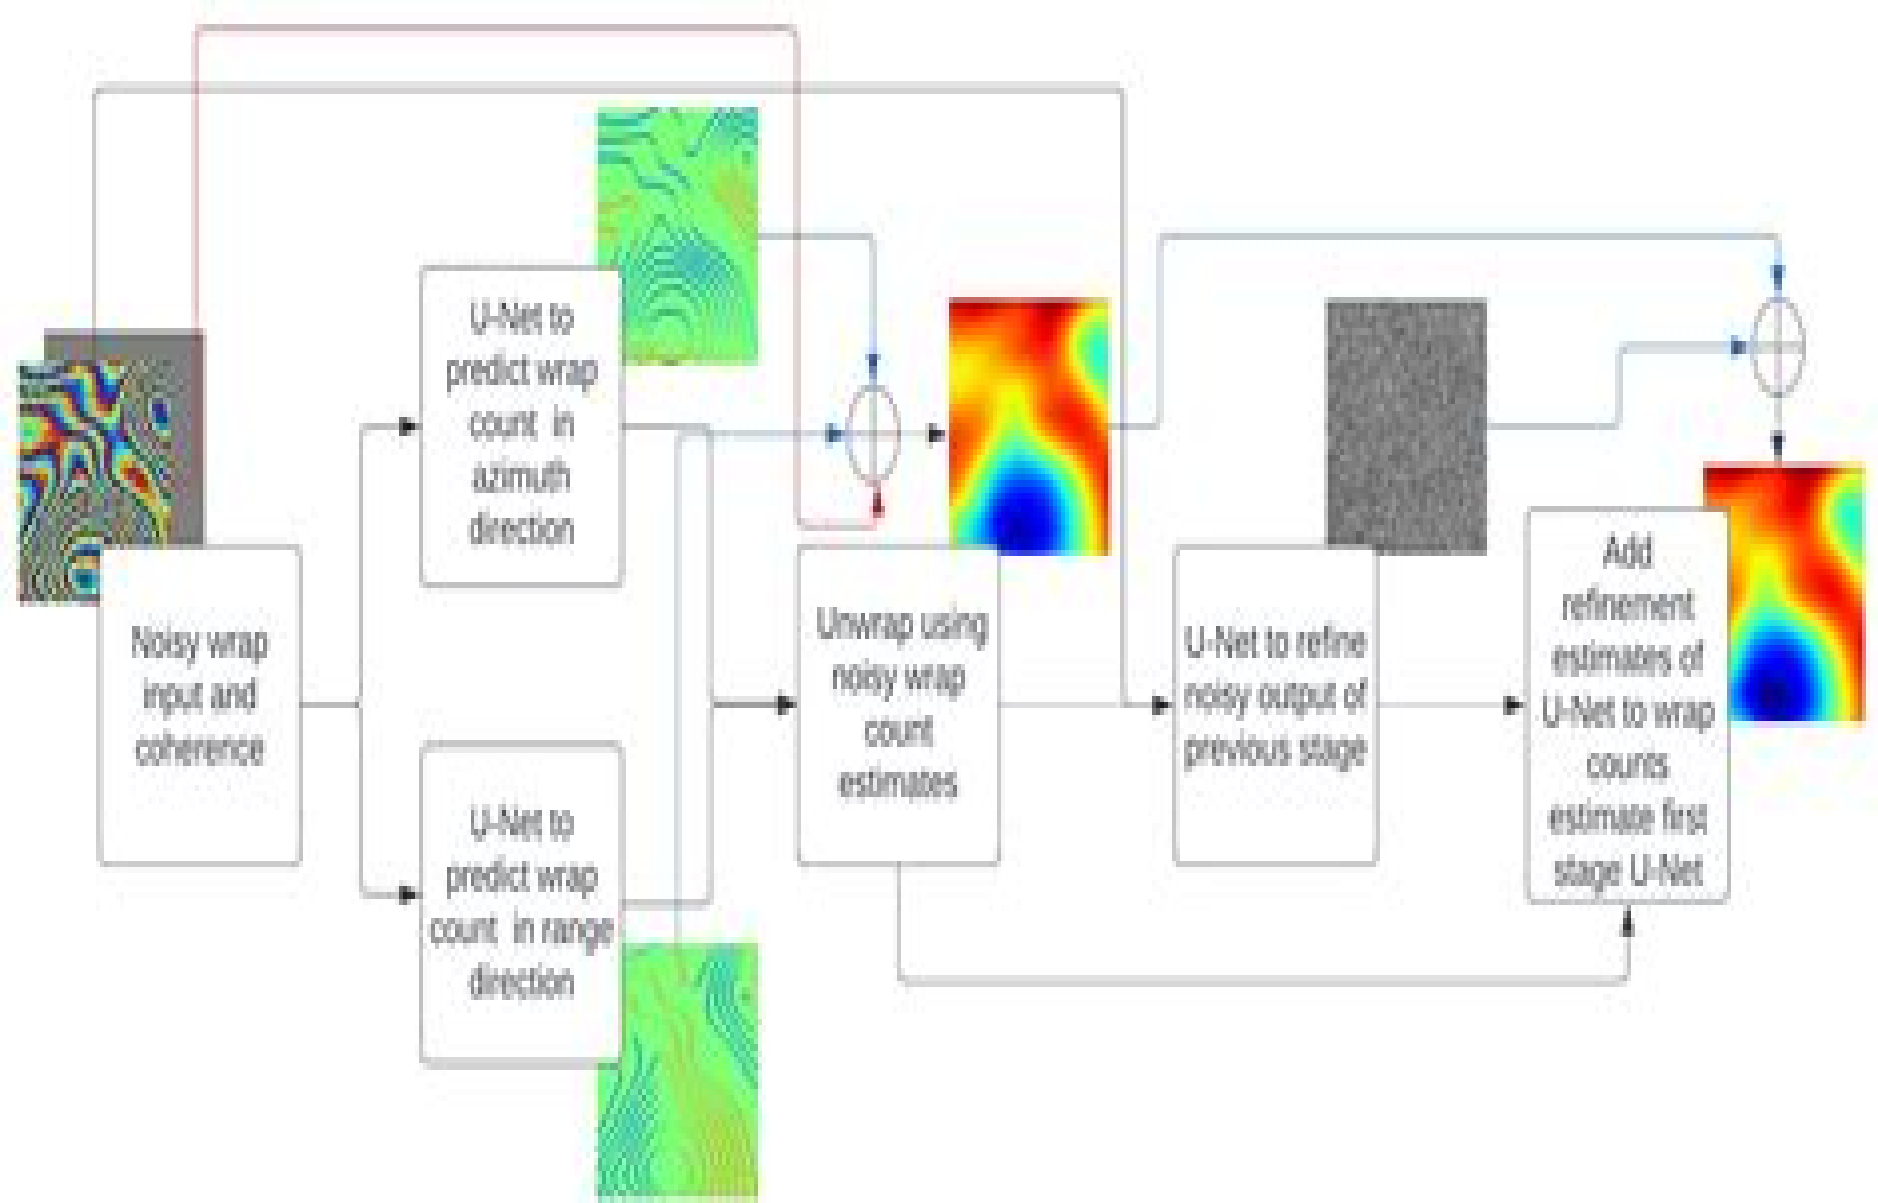 Noisy wrap
input and
coherence
U-Net to
predict wrap
count in
azimuth
direction
U-Net to
predict wrap
count in range
direction
Unwrap using
noisy wrap
count
estimates
U-Net to refine
noisy output of
previous stage
Add
refinement
estimates of
U-Net to wrap
counts
estimate first
stage U-Net